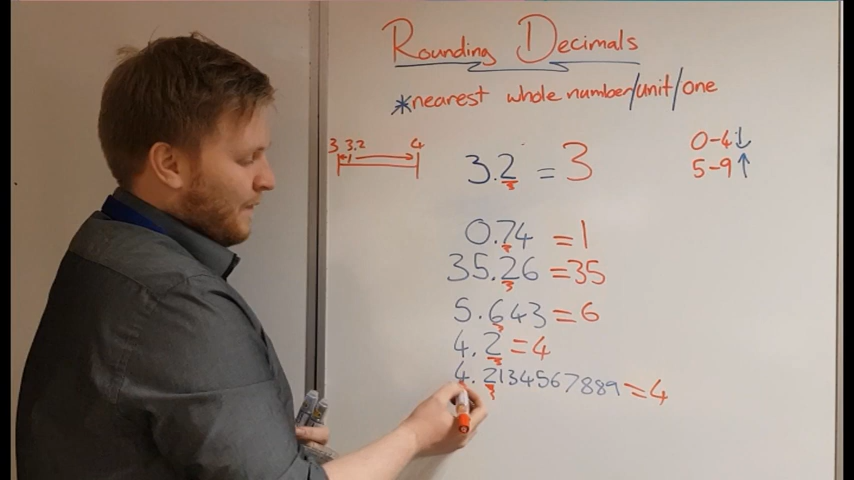 Rounding Decimals
*nearest whole number/unit/one
3 3.2 4
3.2 = 3
0-4↓
5-9↑
0.74 = 1
35.26 = 35
5.643 = 6
4.2 = 4
4.2134567889 = 4